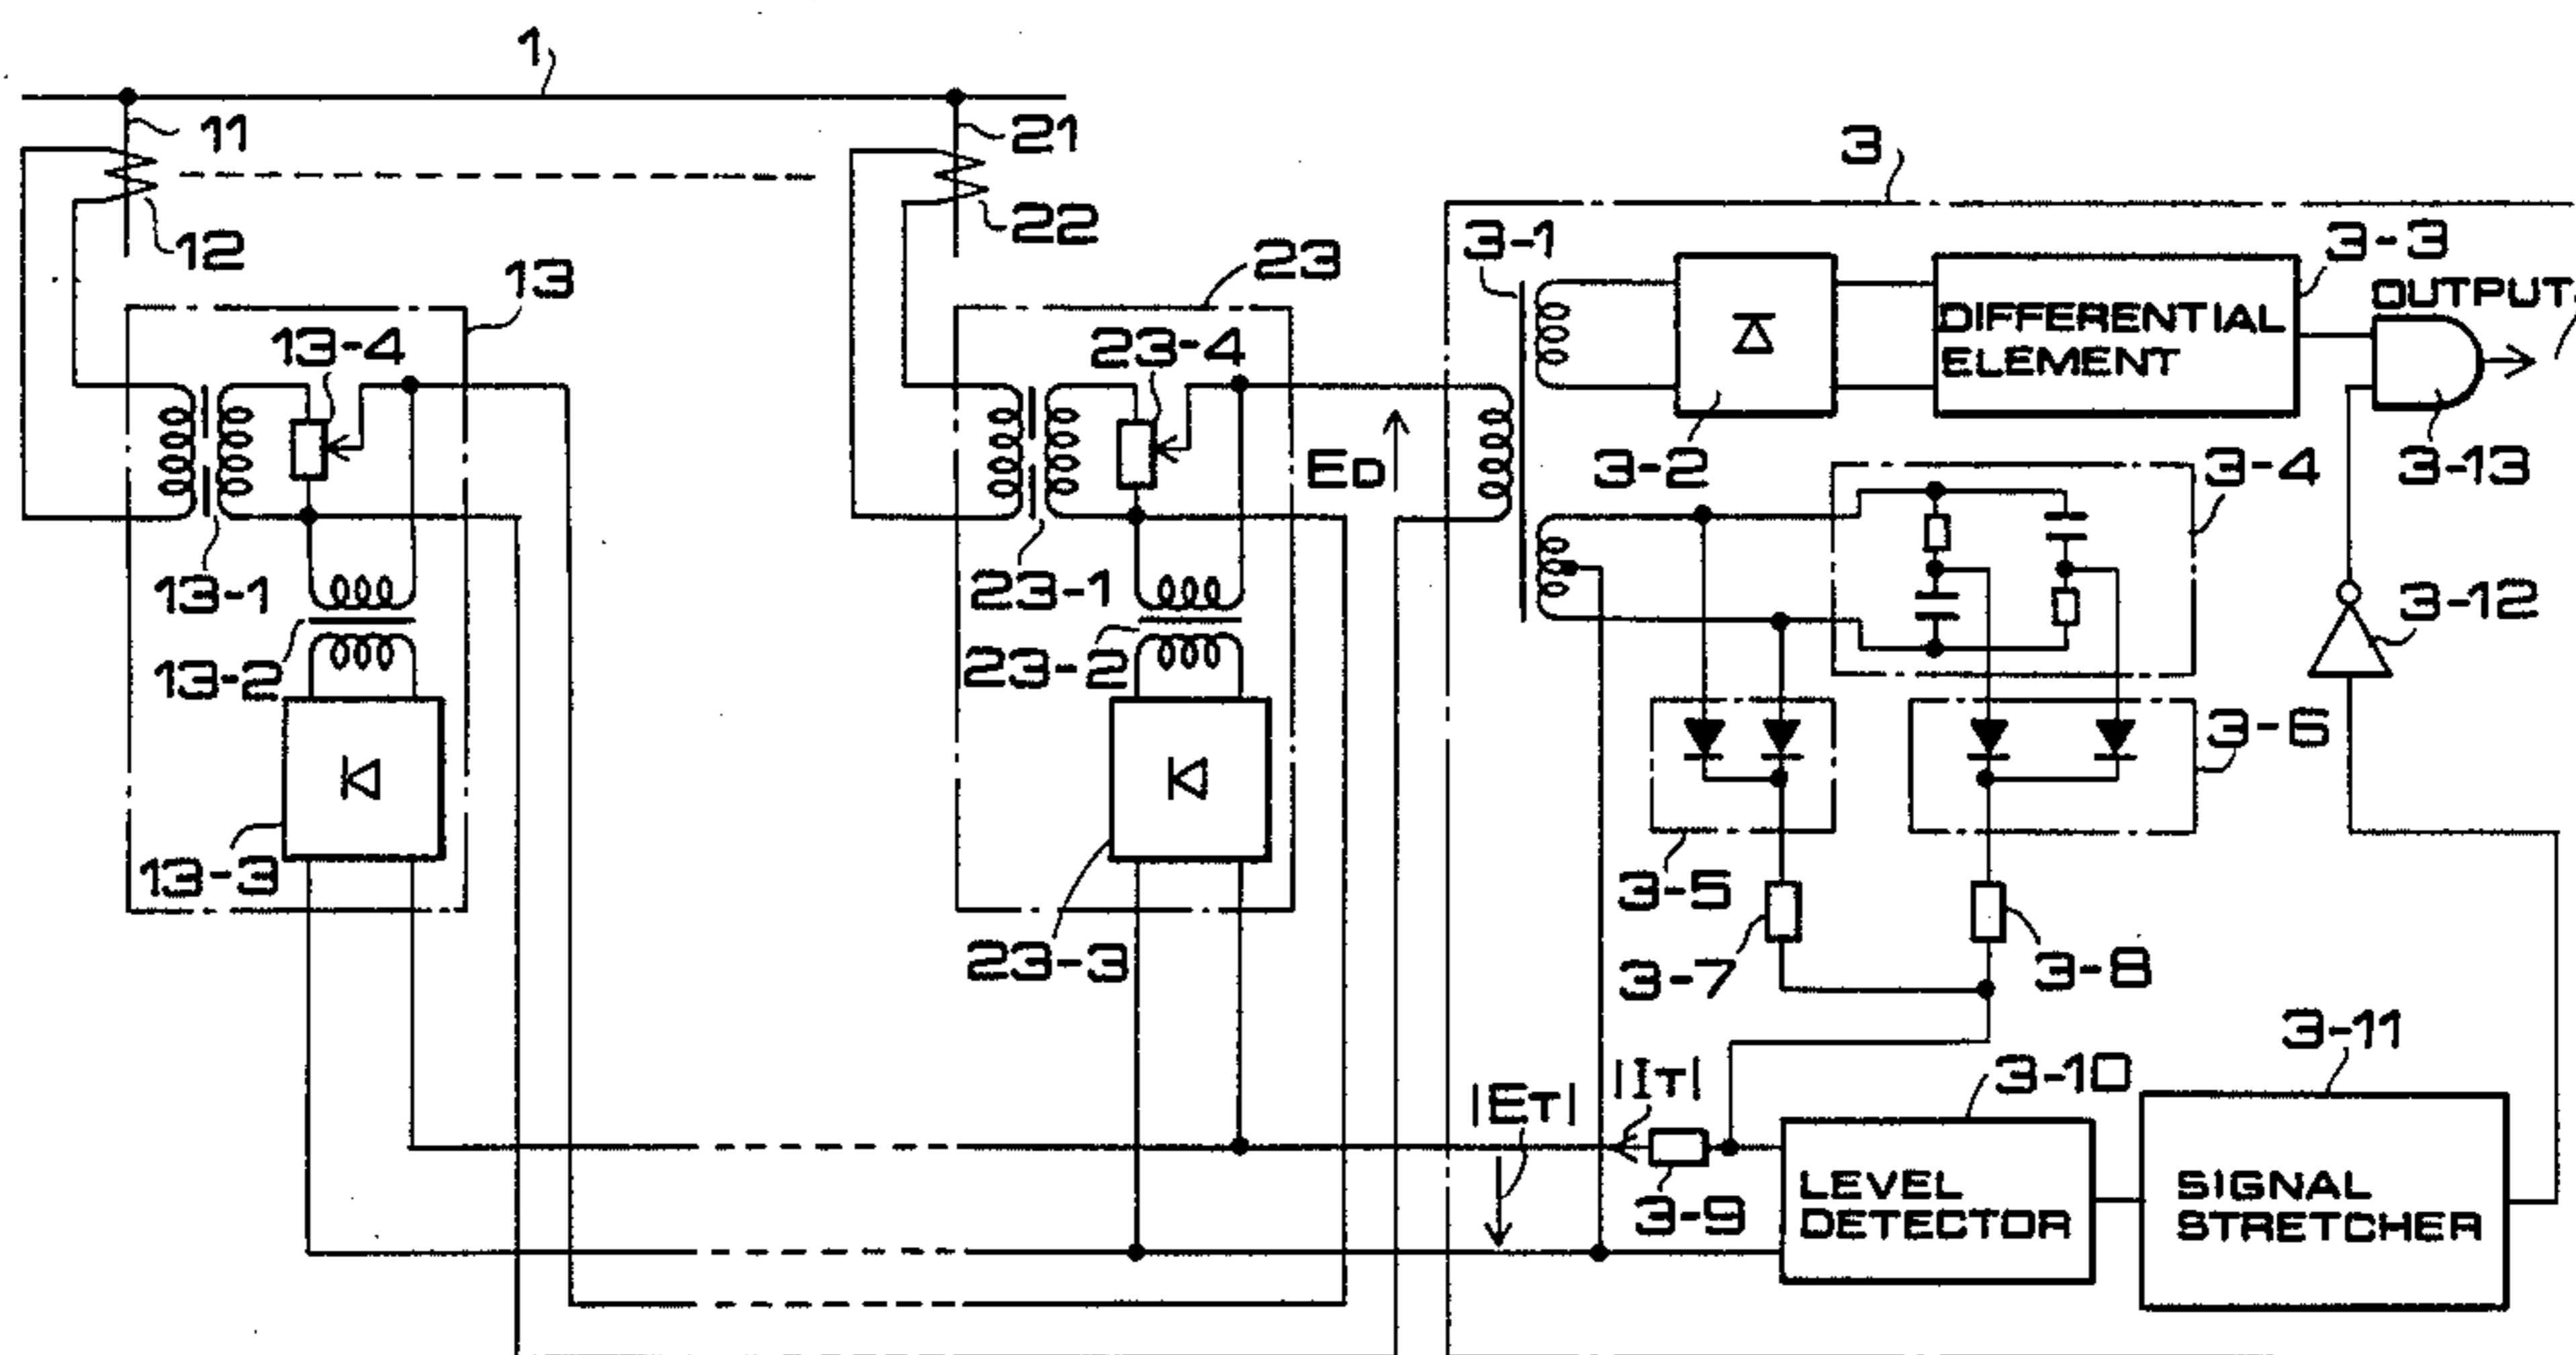 1
11
21
12
22
3
13
23
3-1
3-3
OUTPUT
13-4
23-4
DIFFERENTIAL
ELEMENT
ED
3-2
3-13
3-4
13-1
23-1
3-12
13-2
23-2
3-6
13-3
23-3
3-5
3-7
3-8
3-11
|ET|
|IT|
3-10
3-9
LEVEL
DETECTOR
SIGNAL
STRETCHER